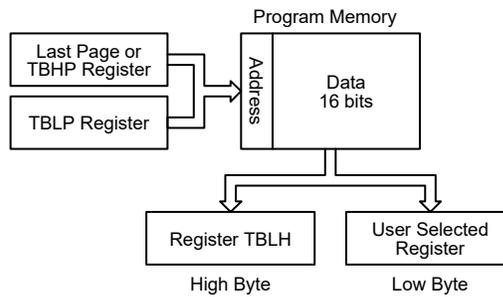 Program Memory
Last Page or
TBHP Register
TBLP Register
Address
Data
16 bits
Register TBLH
User Selected
Register
High Byte
Low Byte